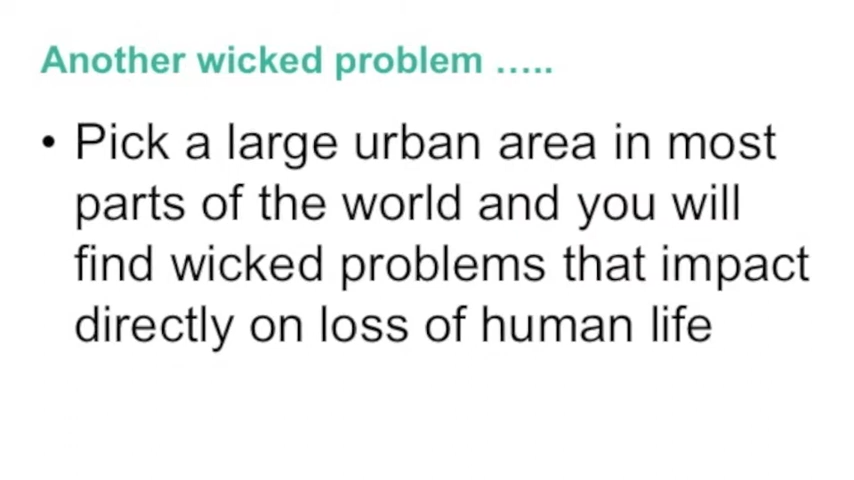 Another wicked problem …..
• Pick a large urban area in most
parts of the world and you will
find wicked problems that impact
directly on loss of human life